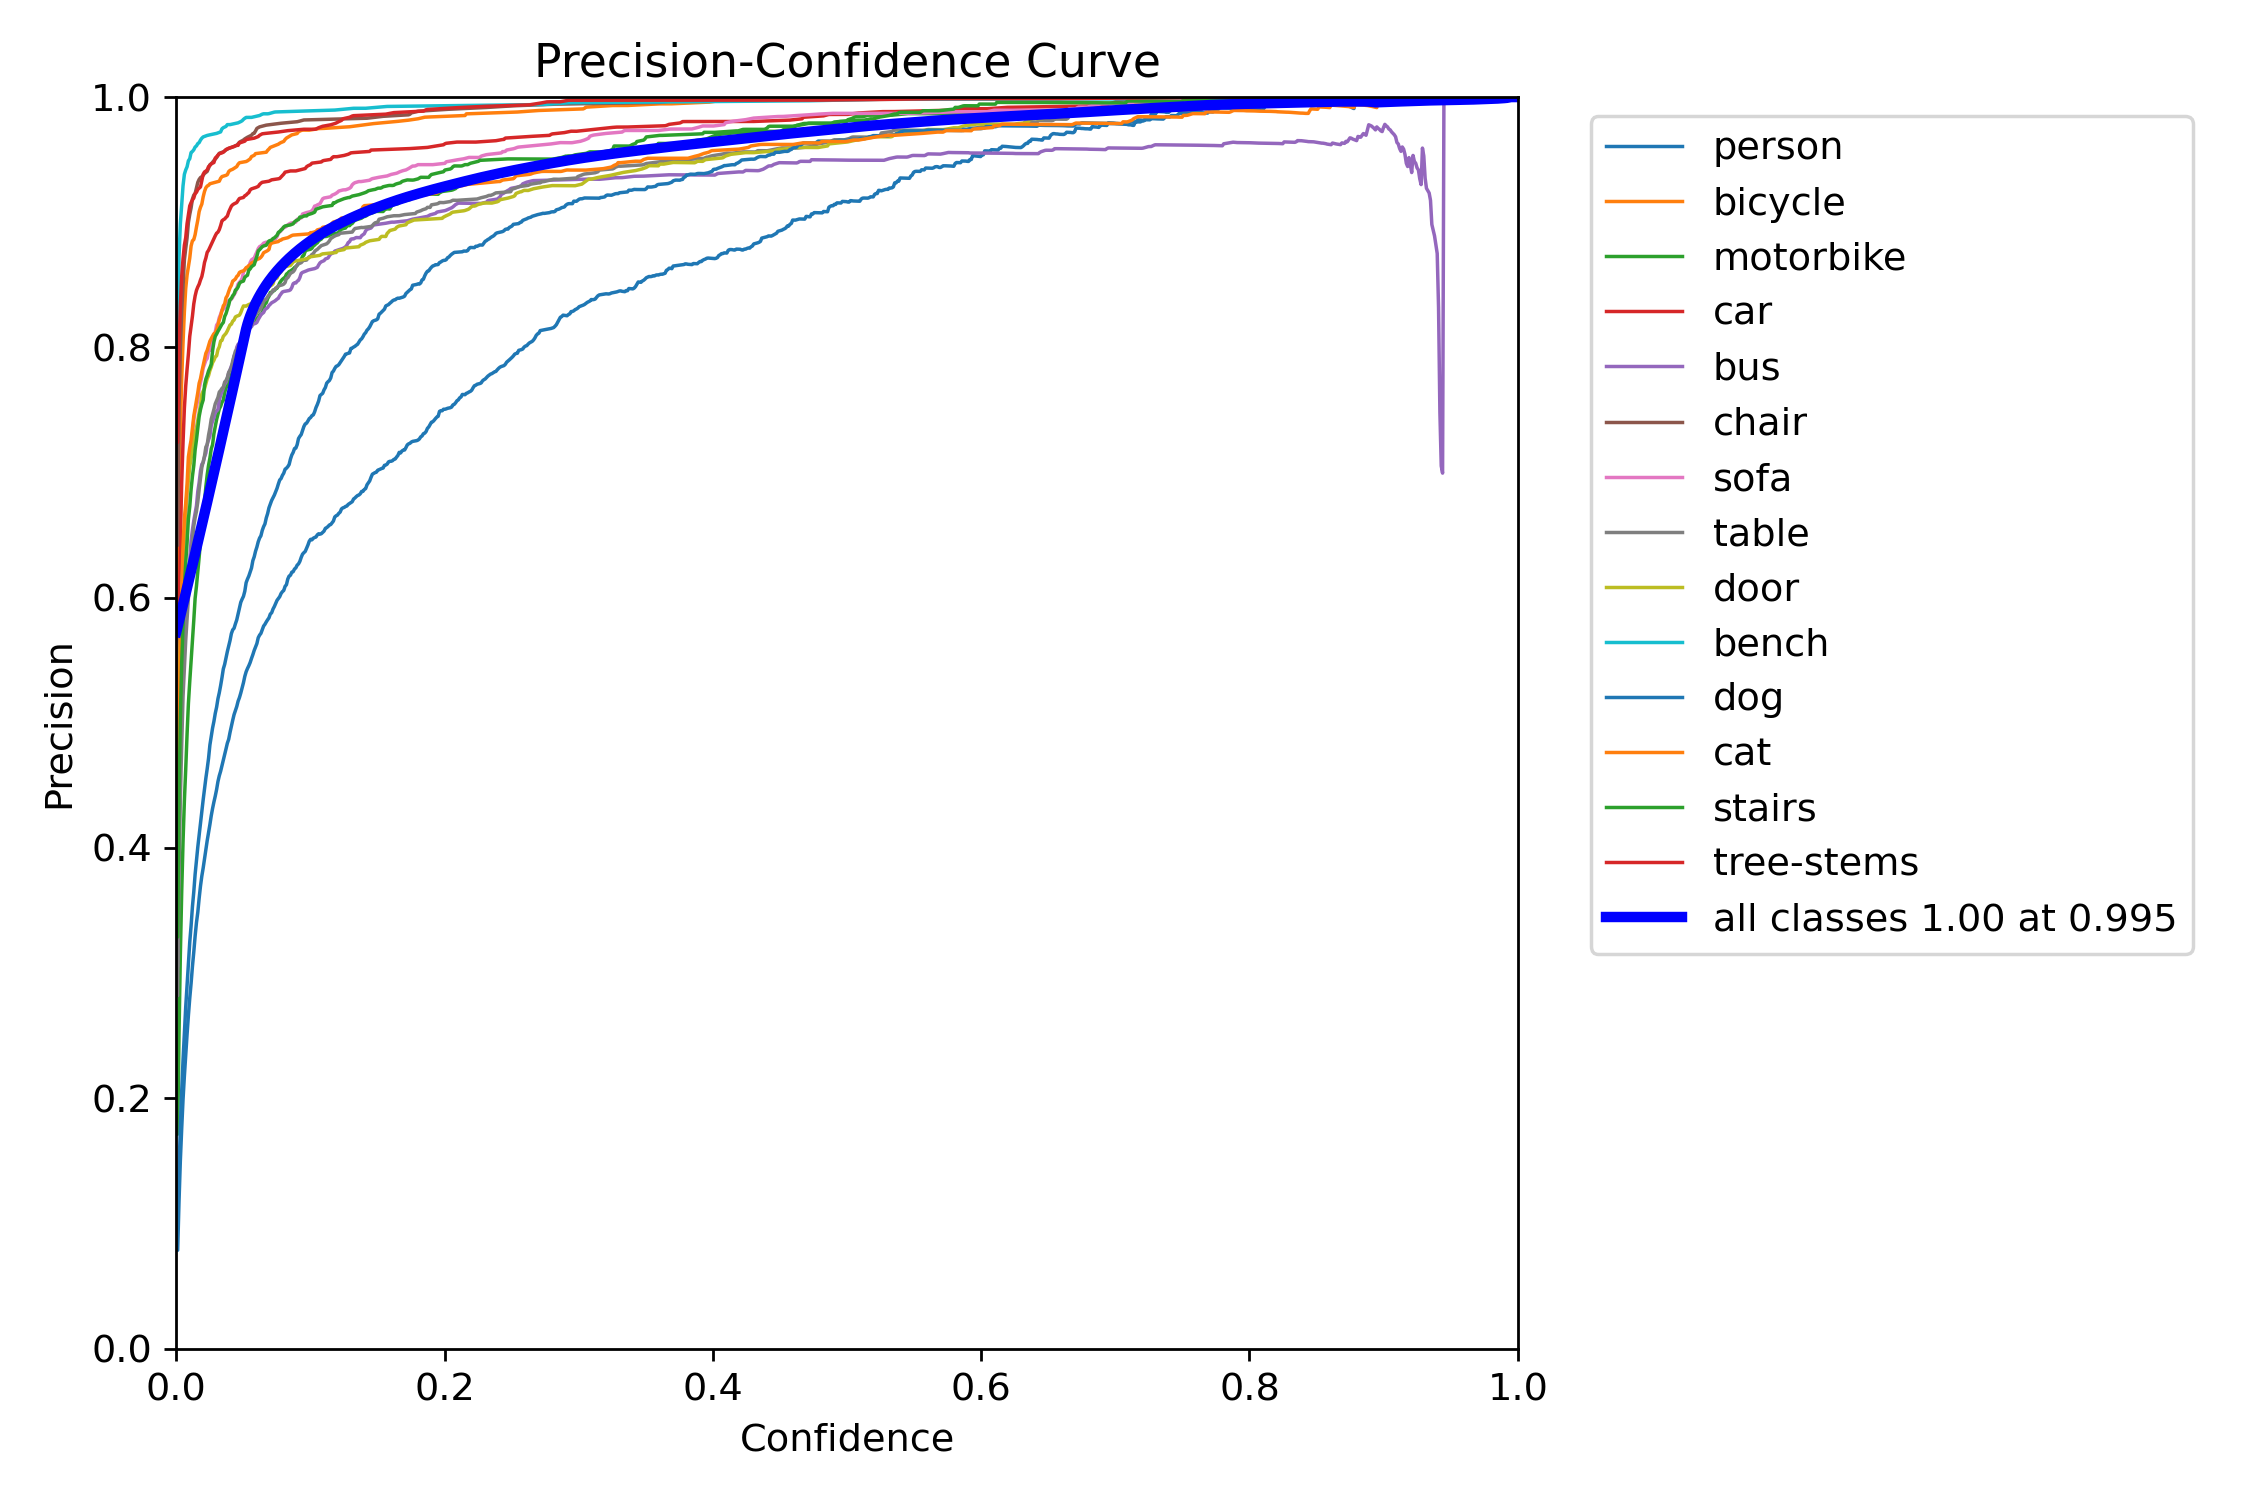 Precision-Confidence Curve
1.0
0.8
0.6
0.4
0.2
0.0
Precision
0.0 0.2 0.4 0.6 0.8 1.0
Confidence
person
bicycle
motorbike
car
bus
chair
sofa
table
door
bench
dog
cat
stairs
tree-stems
all classes 1.00 at 0.995